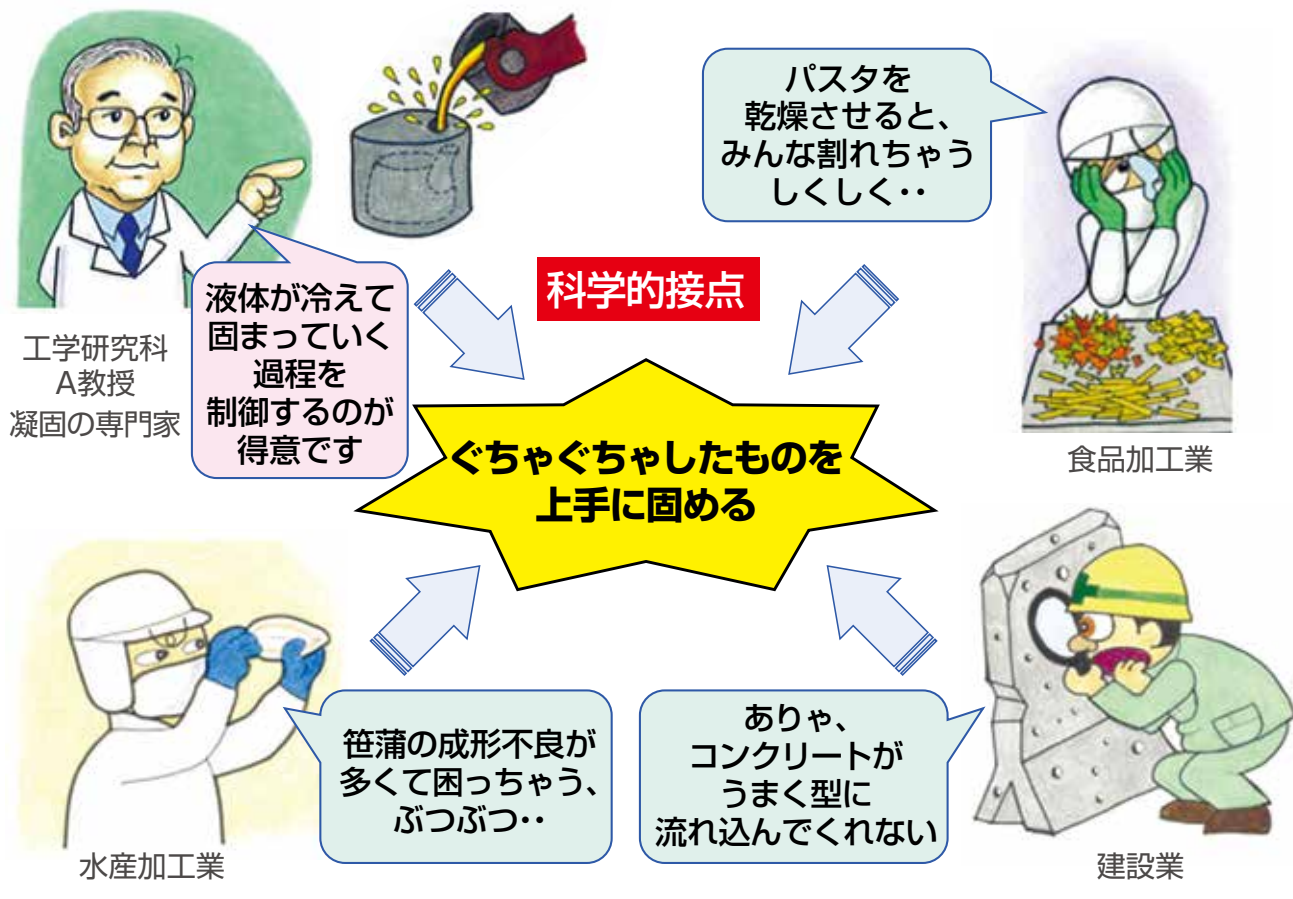 パスタを
乾燥させると、
みんな割れちゃう
しくしく・・
科学的接点
液体が冷えて
固まっていく
過程を
制御するのが
得意です
工学研究科
A教授
凝固の専門家
食品加工業
ぐちゃぐちゃしたものを
上手に固める
笹蒲の成形不良が
多くて困っちゃう、
ぶつぶつ・・
ありゃ、
コンクリートが
うまく型に
流れ込んでくれない
水産加工業
建設業